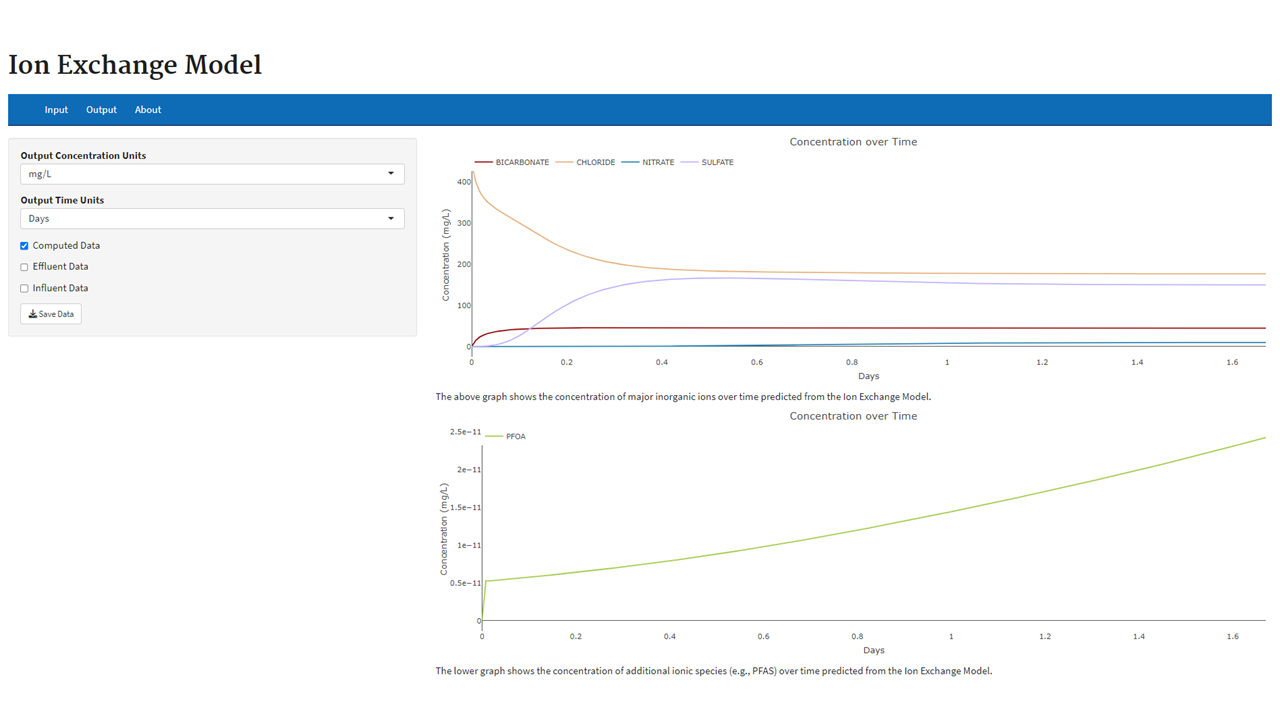 Ion Exchange Model
Input Output About
Output Concentration Units
mg/L
Output Time Units
Days
Computed Data
Effluent Data
Influent Data
Save Data
Concentration over Time
BICARBONATE CHLORIDE NITRATE SULFATE
Concentration (mg/L)
400
300
200
100
0
0 0.2 0.4 0.6 0.8 1 1.2 1.4 1.6
Days
The above graph shows the concentration of major inorganic ions over time predicted from the Ion Exchange Model.
Concentration over Time
PFOA
Concentration (mg/L)
2.5e−11
2e−11
1.5e−11
1e−11
0.5e−11
0
0 0.2 0.4 0.6 0.8 1 1.2 1.4 1.6
Days
The lower graph shows the concentration of additional ionic species (e.g., PFAS) over time predicted from the Ion Exchange Model.